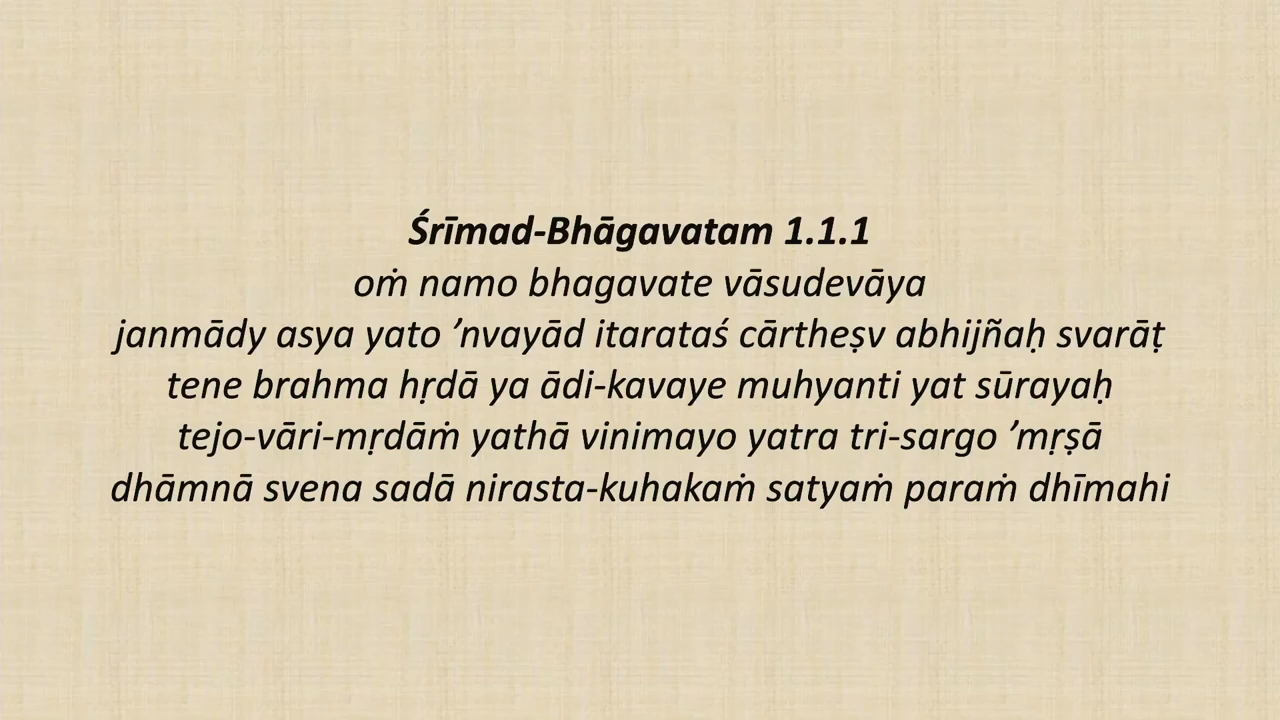 Śrīmad-Bhāgavatam 1.1.1
oṁ namo bhagavate vāsudevāya
janmādy asya yato ’nvayād itarataś cārtheṣv abhijñaḥ svarāṭ
tene brahma hṛdā ya ādi-kavaye muhyanti yat sūrayaḥ
tejo-vāri-mṛdāṁ yathā vinimayo yatra tri-sargo ’mṛṣā
dhāmnā svena sadā nirasta-kuhakaṁ satyaṁ paraṁ dhīmahi